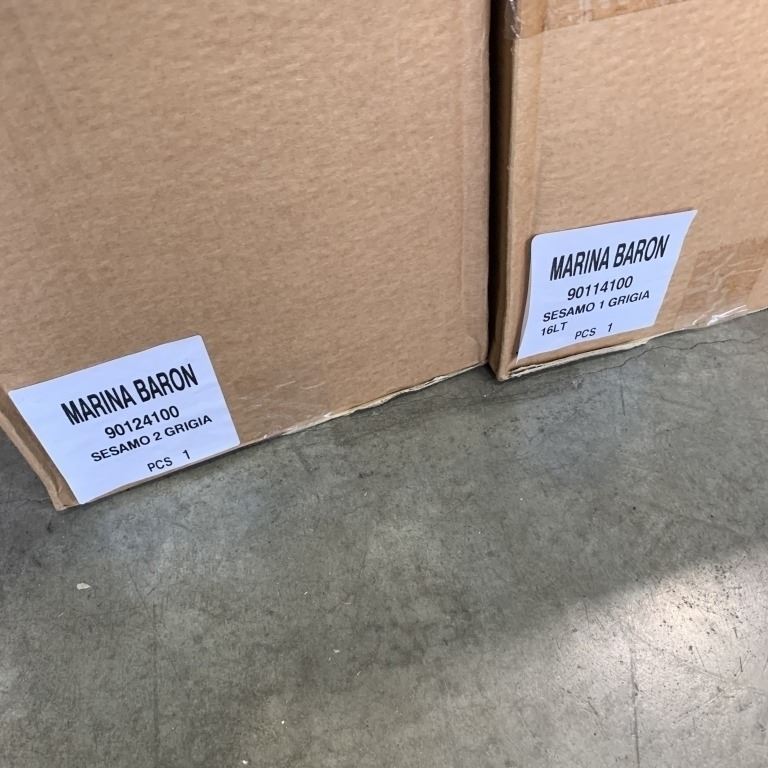 MARINA BARON
90124100
SESAMO 2 GRIGIA
PCS 1
MARINA BARON
90114100
SESAMO 1 GRIGIA
16LT
PCS 1